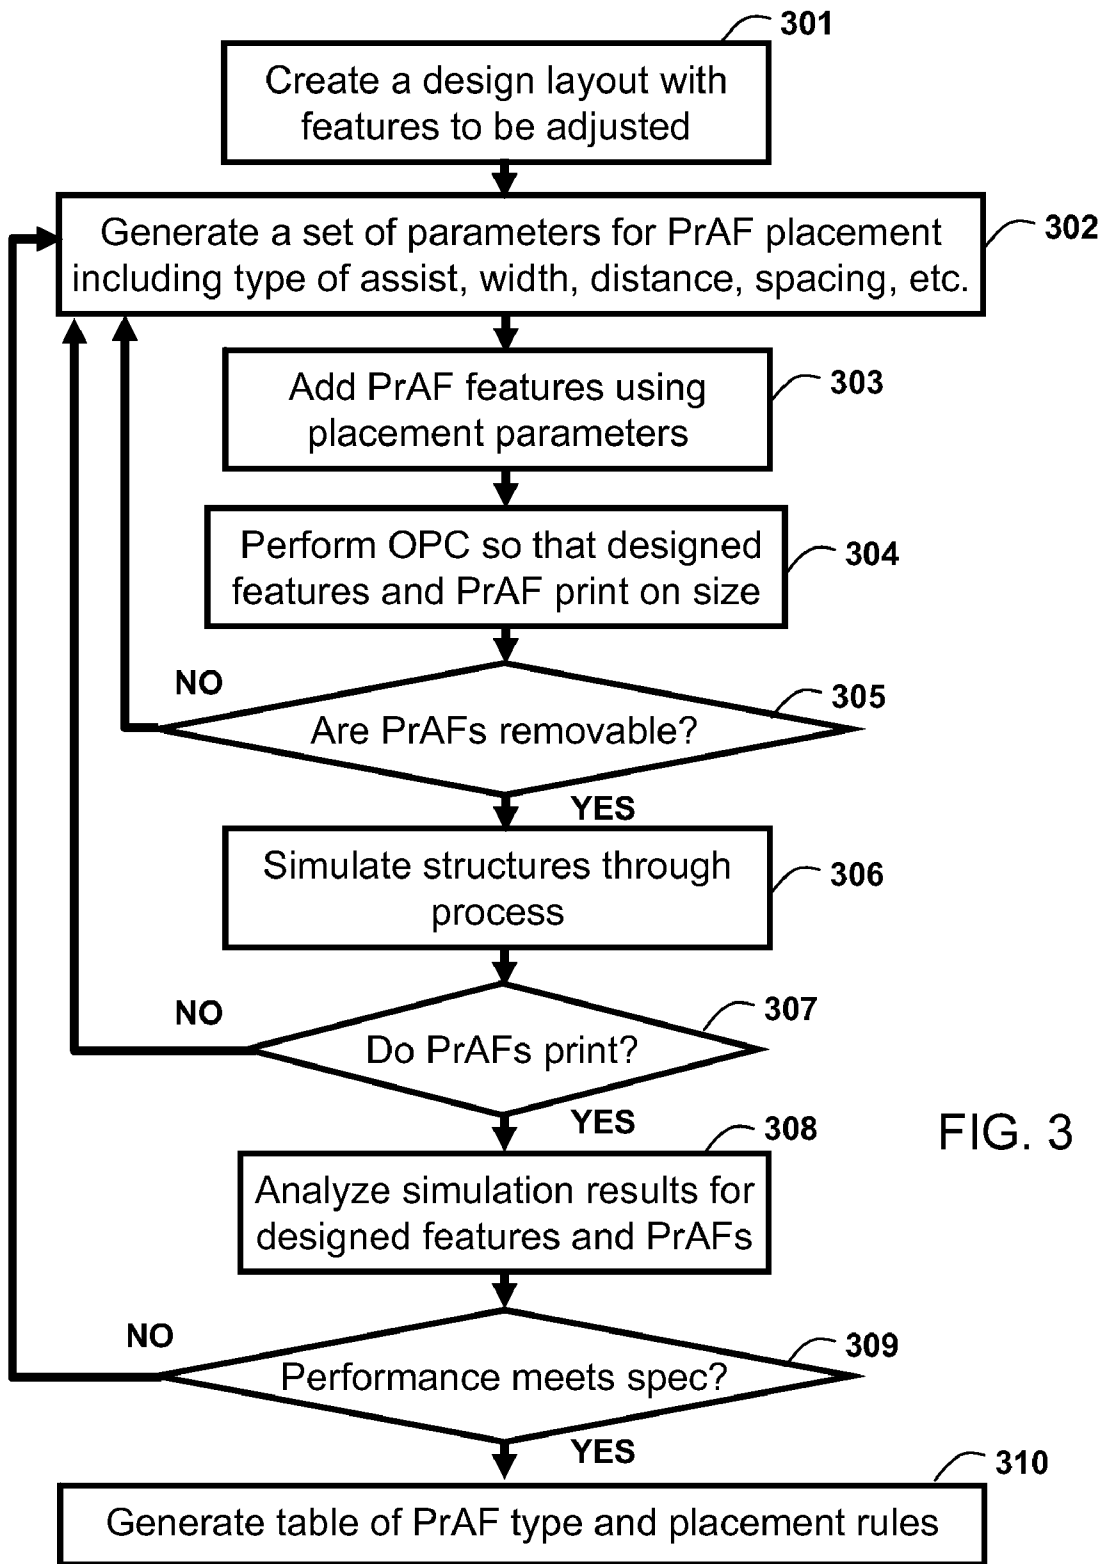 301
Create a design layout with
features to be adjusted
302
Generate a set of parameters for PrAF placement
including type of assist, width, distance, spacing, etc.
303
Add PrAF features using
placement parameters
304
Perform OPC so that designed
features and PrAF print on size
305
NO
Are PrAFs removable?
YES
306
Simulate structures through
process
307
NO
Do PrAFs print?
YES
308
FIG. 3
Analyze simulation results for
designed features and PrAFs
309
NO
Performance meets spec?
YES
310
Generate table of PrAF type and placement rules